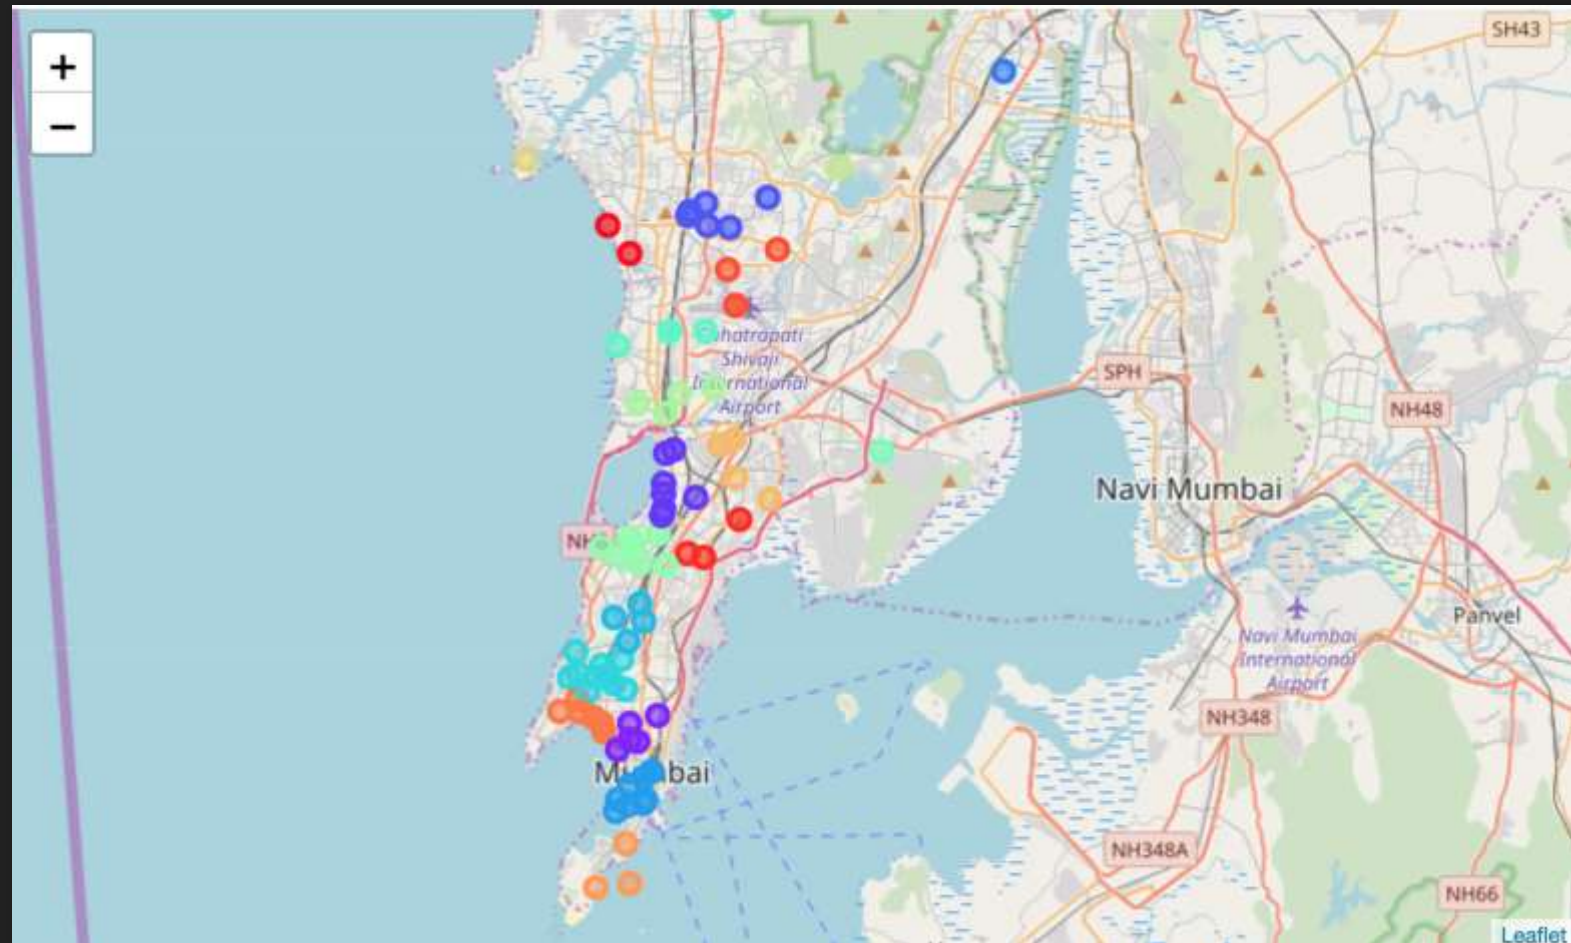 +
−
SH43
hatrapati
Shivaji
International
Airport
SPH
NH48
Navi Mumbai
NH
Panvel
Navi Mumbai
International
Airport
NH348
Mumbai
NH348A
NH66
Leaflet